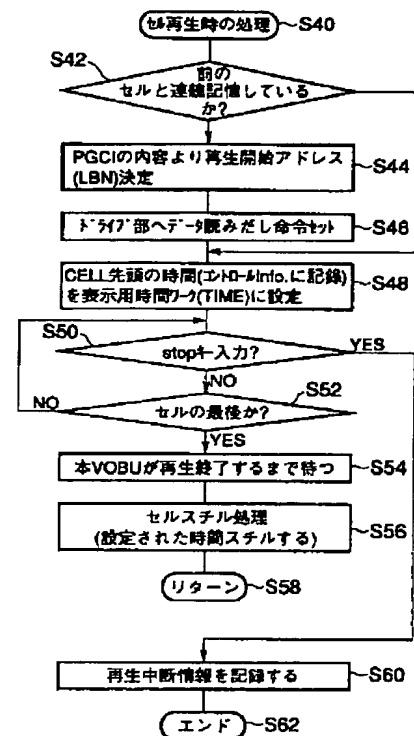 セル再生時の処理
S40
S42
前の
セルと連続記憶している
か?
PGCIの内容より再生開始アドレス
(LBN)決定
S44
ドライブ部へデータ読みだし命令セット
S46
CELL先頭の時間(エントロールInfo.に記録)
を表示用時間ワーク(TIME)に設定
S48
S50
stopキー入力?
YES
NO
S52
NO
セルの最後か?
YES
本VOBUが再生終了するまで待つ
S54
セルスチル処理
(設定された時間スチルする)
S56
リターン
S58
再生中断情報を記録する
S60
エンド
S62